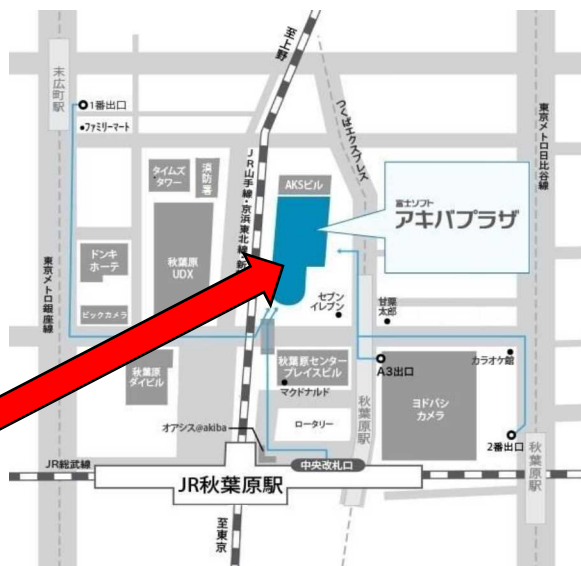 至上野
末広町駅
1番出口
•ファミリーマート
タイムズ
タワー
消防署
AKSビル
つくばエクスプレス
東京メトロ日比谷線
富士ソフト
アキバプラザ
JR山手線・京浜東北線・新
ドンキ
ホーテ
秋葉原
UDX
東京メトロ銀座線
ビックカメラ
セブン
イレブン
甘栗
太郎
秋葉原
ダイビル
秋葉原センター
プレイスビル
マクドナルド
A3出口
カラオケ館
ヨドバシ
カメラ
オアシス@akiba
ロータリー
秋葉原駅
2番出口
JR総武線
中央改札口
秋葉原駅
JR秋葉原駅
至東京